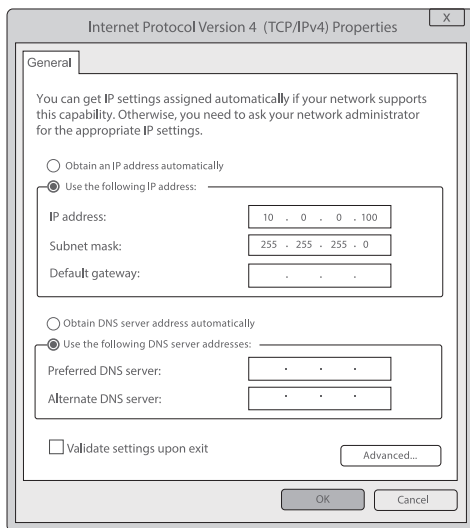 Internet Protocol Version 4 (TCP/IPv4) Properties
X
General
You can get IP settings assigned automatically if your network supports
this capability. Otherwise, you need to ask your network administrator
for the appropriate IP settings.
Obtain an IP address automatically
Use the following IP address:
IP address: 10 . 0 . 0 . 100
Subnet mask: 255 . 255 . 255 . 0
Default gateway: . . .
Obtain DNS server address automatically
Use the following DNS server addresses:
Preferred DNS server: . . .
Alternate DNS server: . . .
Validate settings upon exit
Advanced...
OK Cancel